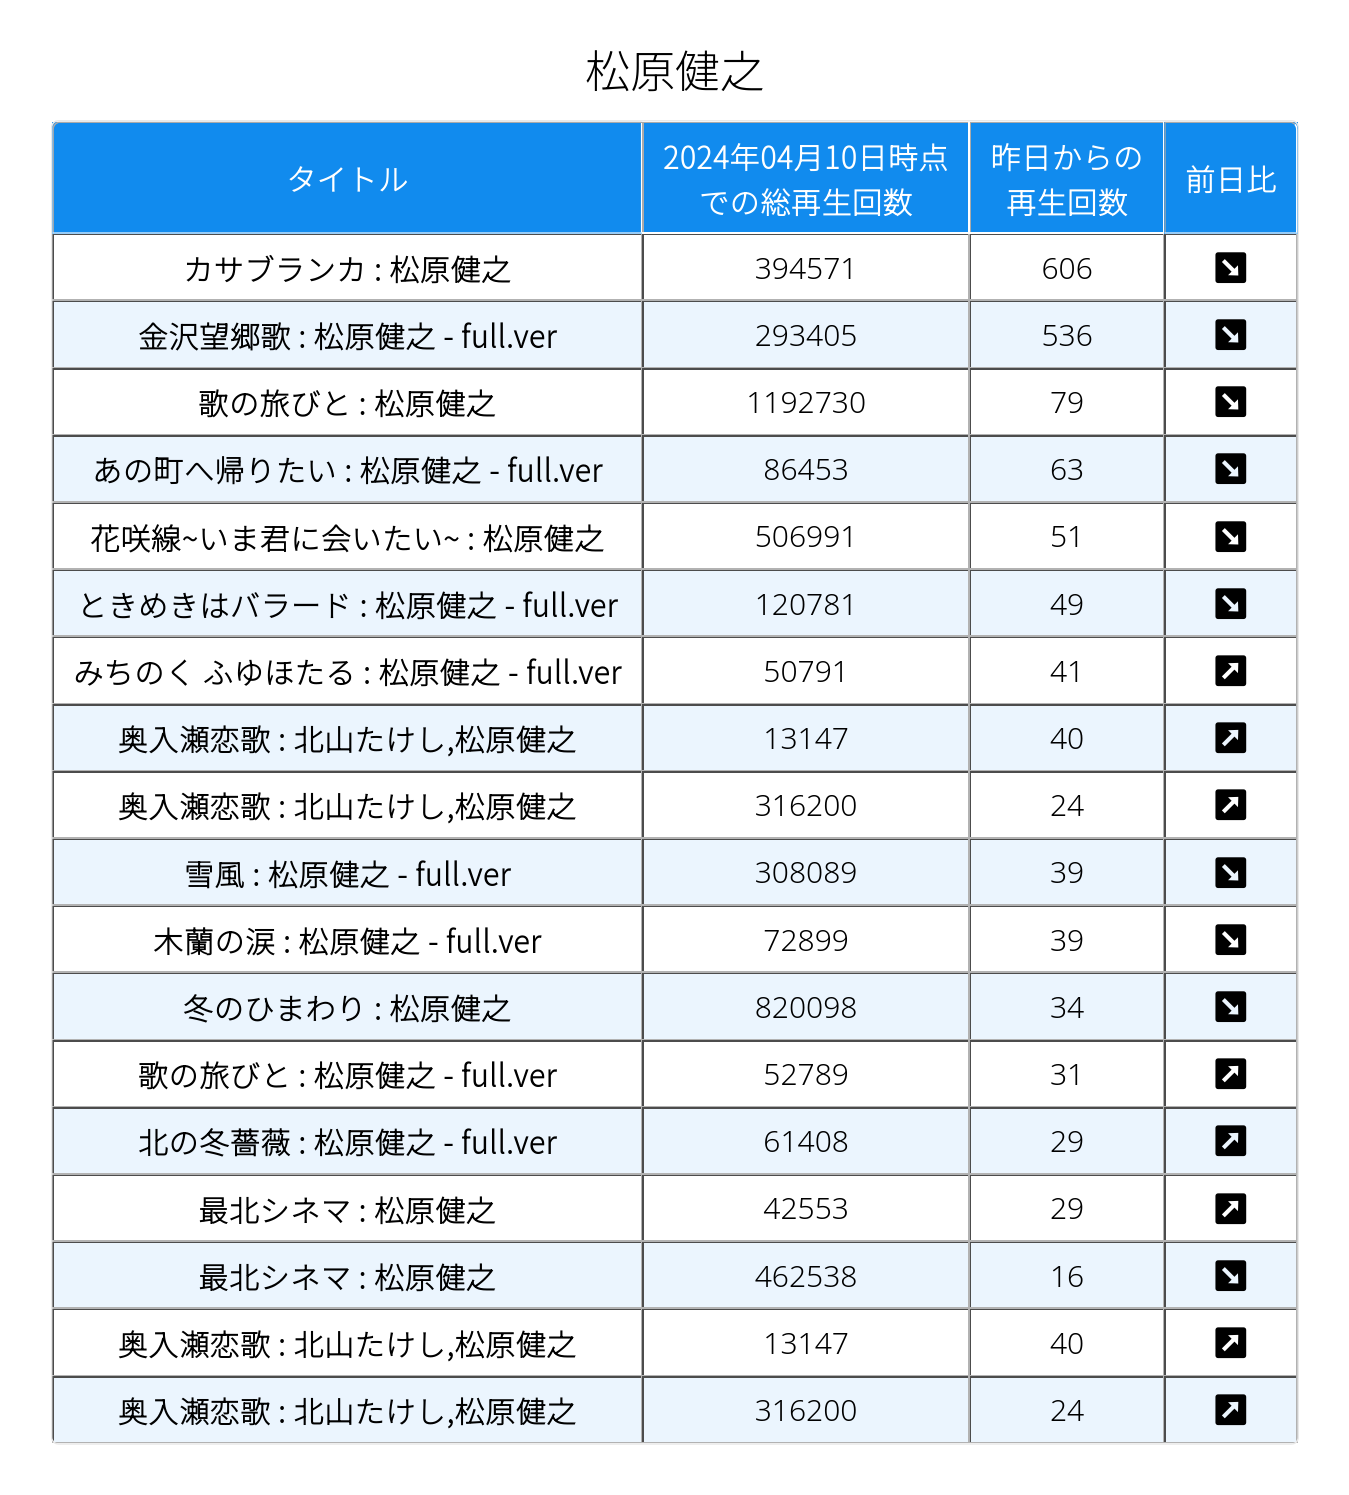 松原健之
タイトル
2024年04月10日時点
での総再生回数
昨日からの
再生回数
前日比
カサブランカ : 松原健之 394571 606
金沢望郷歌 : 松原健之 - full.ver 293405 536
歌の旅びと : 松原健之 1192730 79
あの町へ帰りたい : 松原健之 - full.ver 86453 63
花咲線~いま君に会いたい~ : 松原健之 506991 51
ときめきはバラード : 松原健之 - full.ver 120781 49
みちのく ふゆほたる : 松原健之 - full.ver 50791 41
奥入瀬恋歌 : 北山たけし,松原健之 13147 40
奥入瀬恋歌 : 北山たけし,松原健之 316200 24
雪風 : 松原健之 - full.ver 308089 39
木蘭の涙 : 松原健之 - full.ver 72899 39
冬のひまわり : 松原健之 820098 34
歌の旅びと : 松原健之 - full.ver 52789 31
北の冬薔薇 : 松原健之 - full.ver 61408 29
最北シネマ : 松原健之 42553 29
最北シネマ : 松原健之 462538 16
奥入瀬恋歌 : 北山たけし,松原健之 13147 40
奥入瀬恋歌 : 北山たけし,松原健之 316200 24